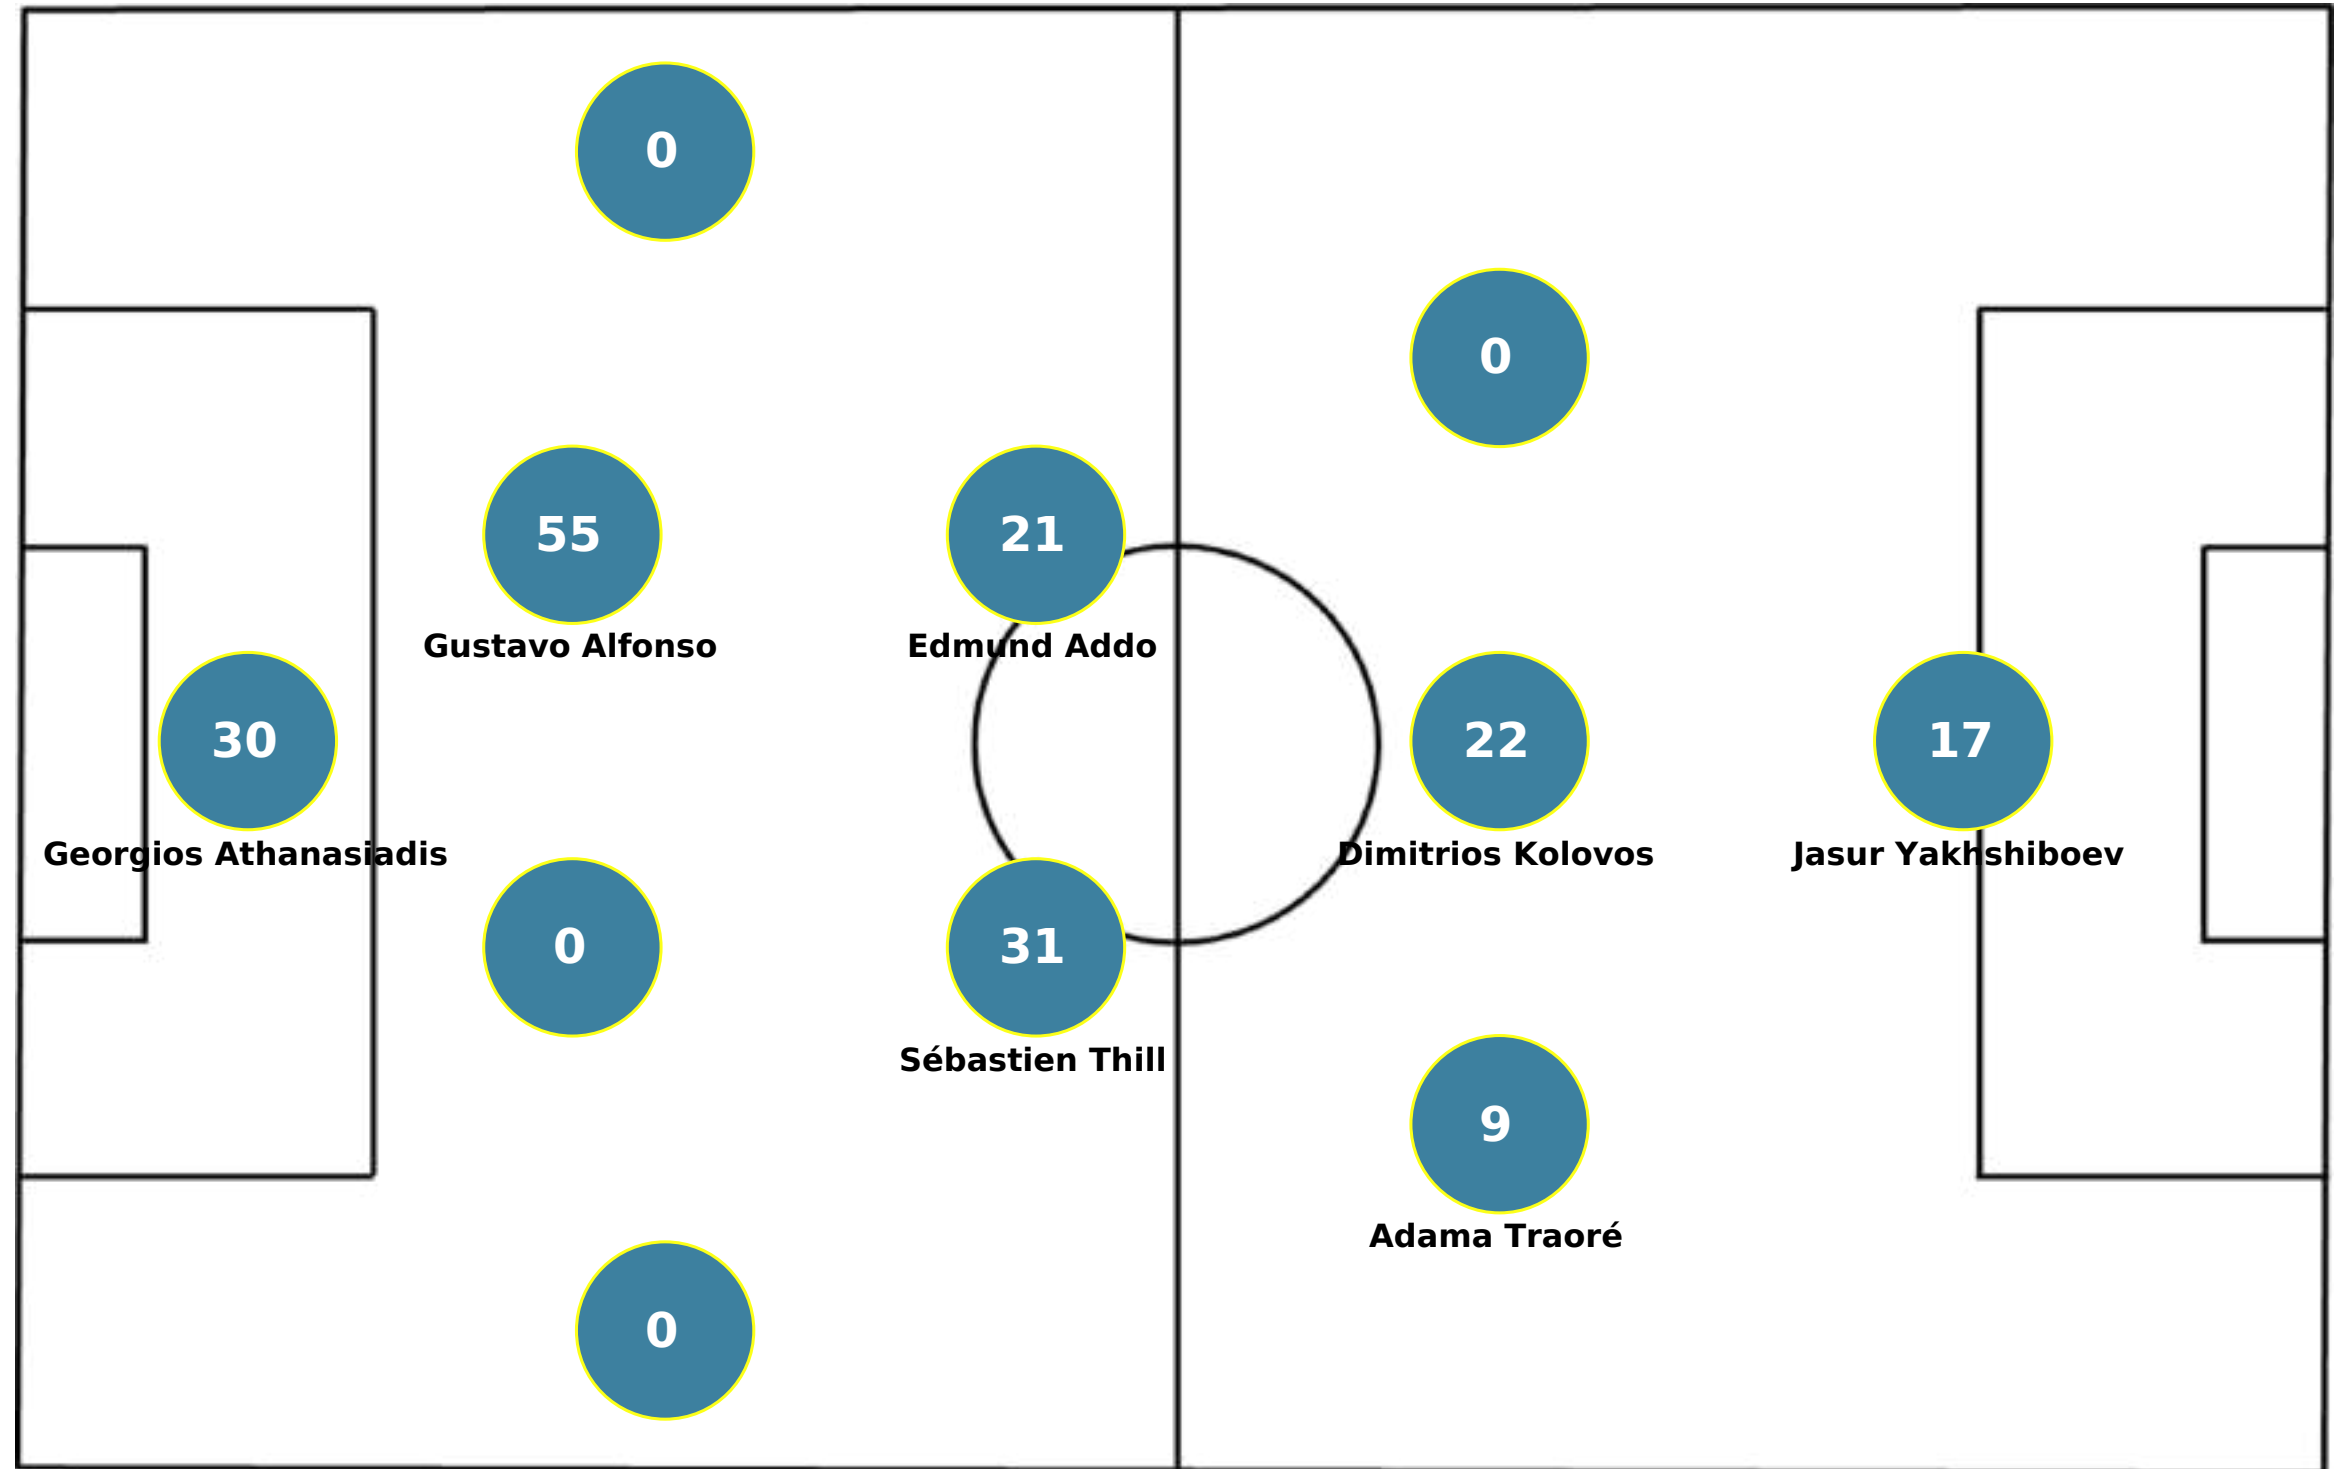 0
0
55
21
Gustavo Alfonso
Edmund Addo
30
22
17
Georgios Athanasiadis
Dimitrios Kolovos
Jasur Yakhshiboev
0
31
Sébastien Thill
9
Adama Traoré
0